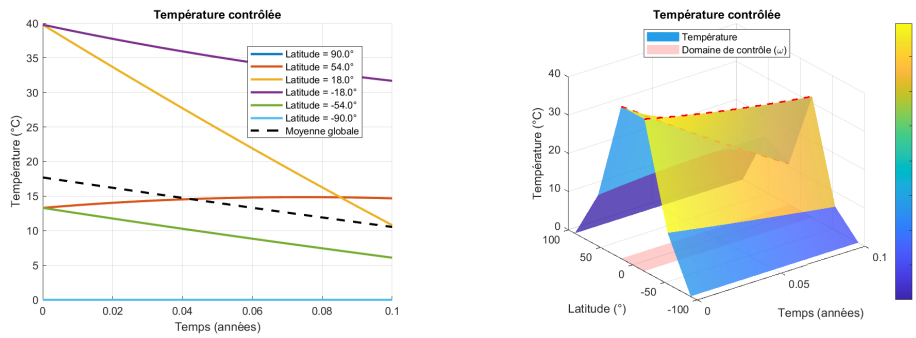 Température contrôlée
Température (°C)
40
35
30
25
20
15
10
5
0
Latitude = 90.0°
Latitude = 54.0°
Latitude = 18.0°
Latitude = -18.0°
Latitude = -54.0°
Latitude = -90.0°
Moyenne globale
0 0.02 0.04 0.06 0.08 0.1
Temps (années)
Température contrôlée
Température
Domaine de contrôle (ω)
Température (°C)
40
30
20
10
0
100
50
0
-50
-100
Latitude (°)
0
0.05
0.1
Temps (années)